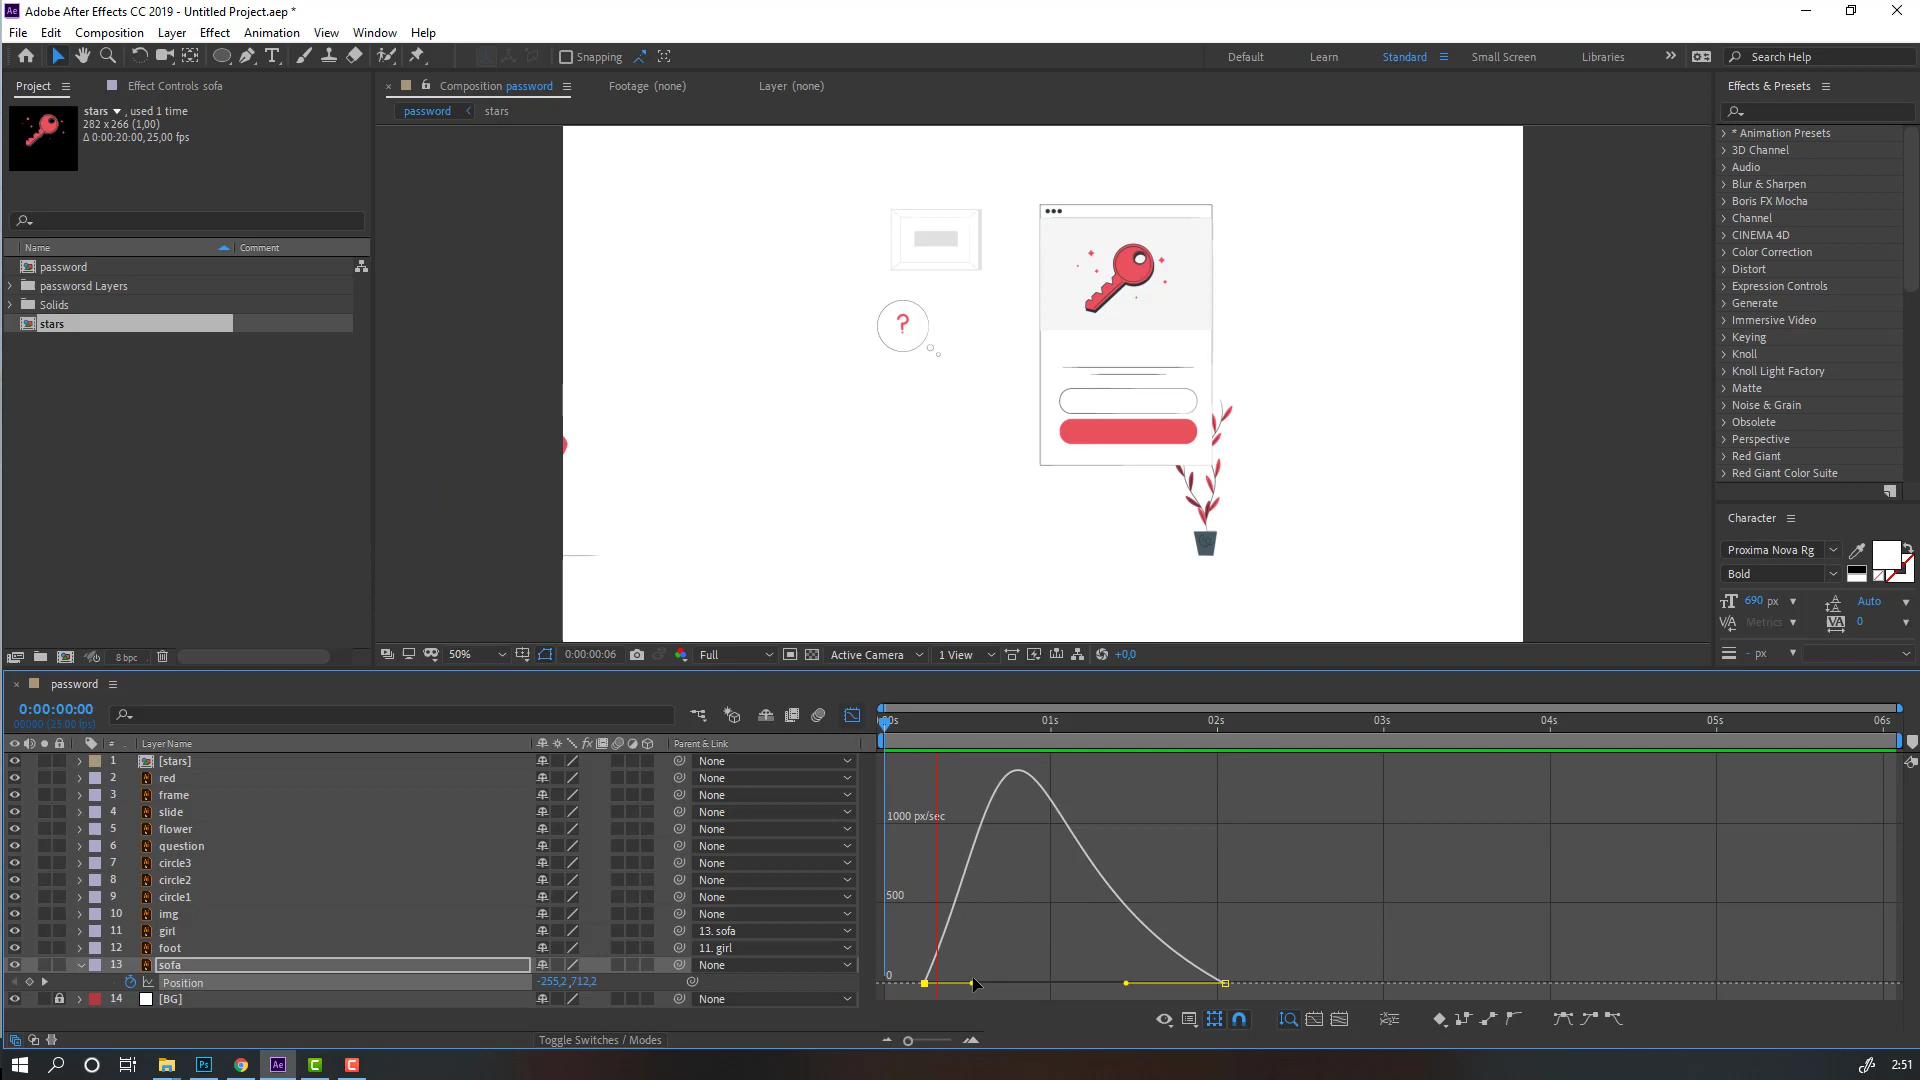 Adobe After Effects CC 2019 - Untitled Project.aep *
File Edit Composition Layer Effect Animation View Window Help
Snapping Default Learn Standard Small Screen Libraries Search Help
Project Effect Controls sofa
stars , used 1 time
282 x 266 (1,00)
Δ 0:00:20:00, 25,00 fps
Name Comment
password
passworsd Layers
Solids
stars
8 bpc
Composition password Footage (none) Layer (none)
password stars
?
50% 0:00:00:06 Full Active Camera 1 View +0,0
Effects & Presets
* Animation Presets
3D Channel
Audio
Blur & Sharpen
Boris FX Mocha
Channel
CINEMA 4D
Color Correction
Distort
Expression Controls
Generate
Immersive Video
Keying
Knoll
Knoll Light Factory
Matte
Noise & Grain
Obsolete
Perspective
Red Giant
Red Giant Color Suite
Character
Proxima Nova Rg
Bold
690 px Auto
Metrics 0
- px
password
0:00:00:00
00000 (25.00 fps)
# Layer Name Parent & Link
1 [stars] None
2 red None
3 frame None
4 slide None
5 flower None
6 question None
7 circle3 None
8 circle2 None
9 circle1 None
10 img None
11 girl 13. sofa
12 foot 11. girl
13 sofa None
Position -255,2 ,712,2
14 [BG] None
Toggle Switches / Modes
:00s 01s 02s 03s 04s 05s 06s
1000 px/sec
500
0
Ps Ae C C 2:51